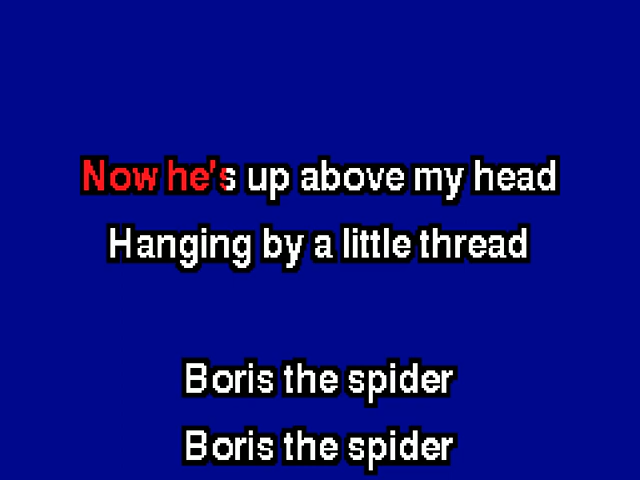 Now he's up above my head
Hanging by a little thread
Boris the spider
Boris the spider